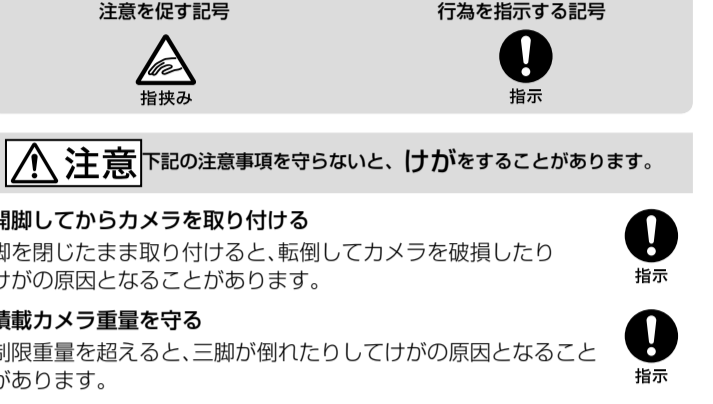 注意を促す記号
行為を指示する記号
指挟み
指示
注意 下記の注意事項を守らないと、けがをすることがあります。
開脚してからカメラを取り付ける
脚を閉じたまま取り付けると、転倒してカメラを破損したり
けがの原因となることがあります。
指示
積載カメラ重量を守る
制限重量を超えると、三脚が倒れたりしてけがの原因となること
があります。
指示